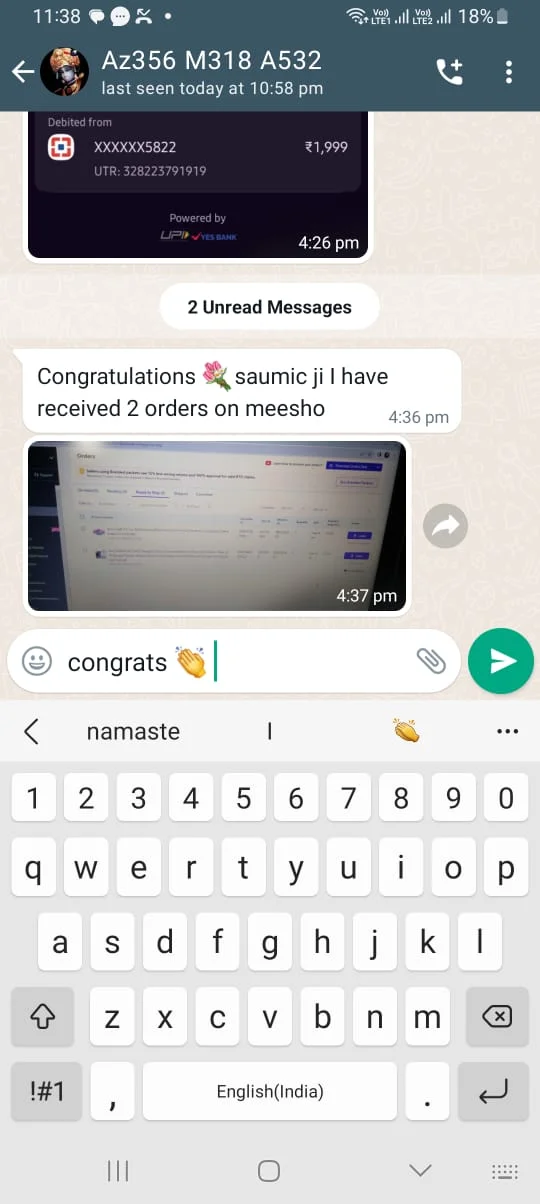 11:38 Vo)) LTE1 Vo)) LTE2 18%
Az356 M318 A532
last seen today at 10:58 pm
Debited from
XXXXXX5822 ₹1,999
UTR: 328223791919
Powered by
UPI YES BANK
4:26 pm
2 Unread Messages
Congratulations 💐 saumic ji I have
received 2 orders on meesho
4:36 pm
Orders
4:37 pm
congrats 👏
namaste I 👏 ...
1 2 3 4 5 6 7 8 9 0
q w e r t y u i o p
a s d f g h j k l
z x c v b n m
!#1 , English(India) .